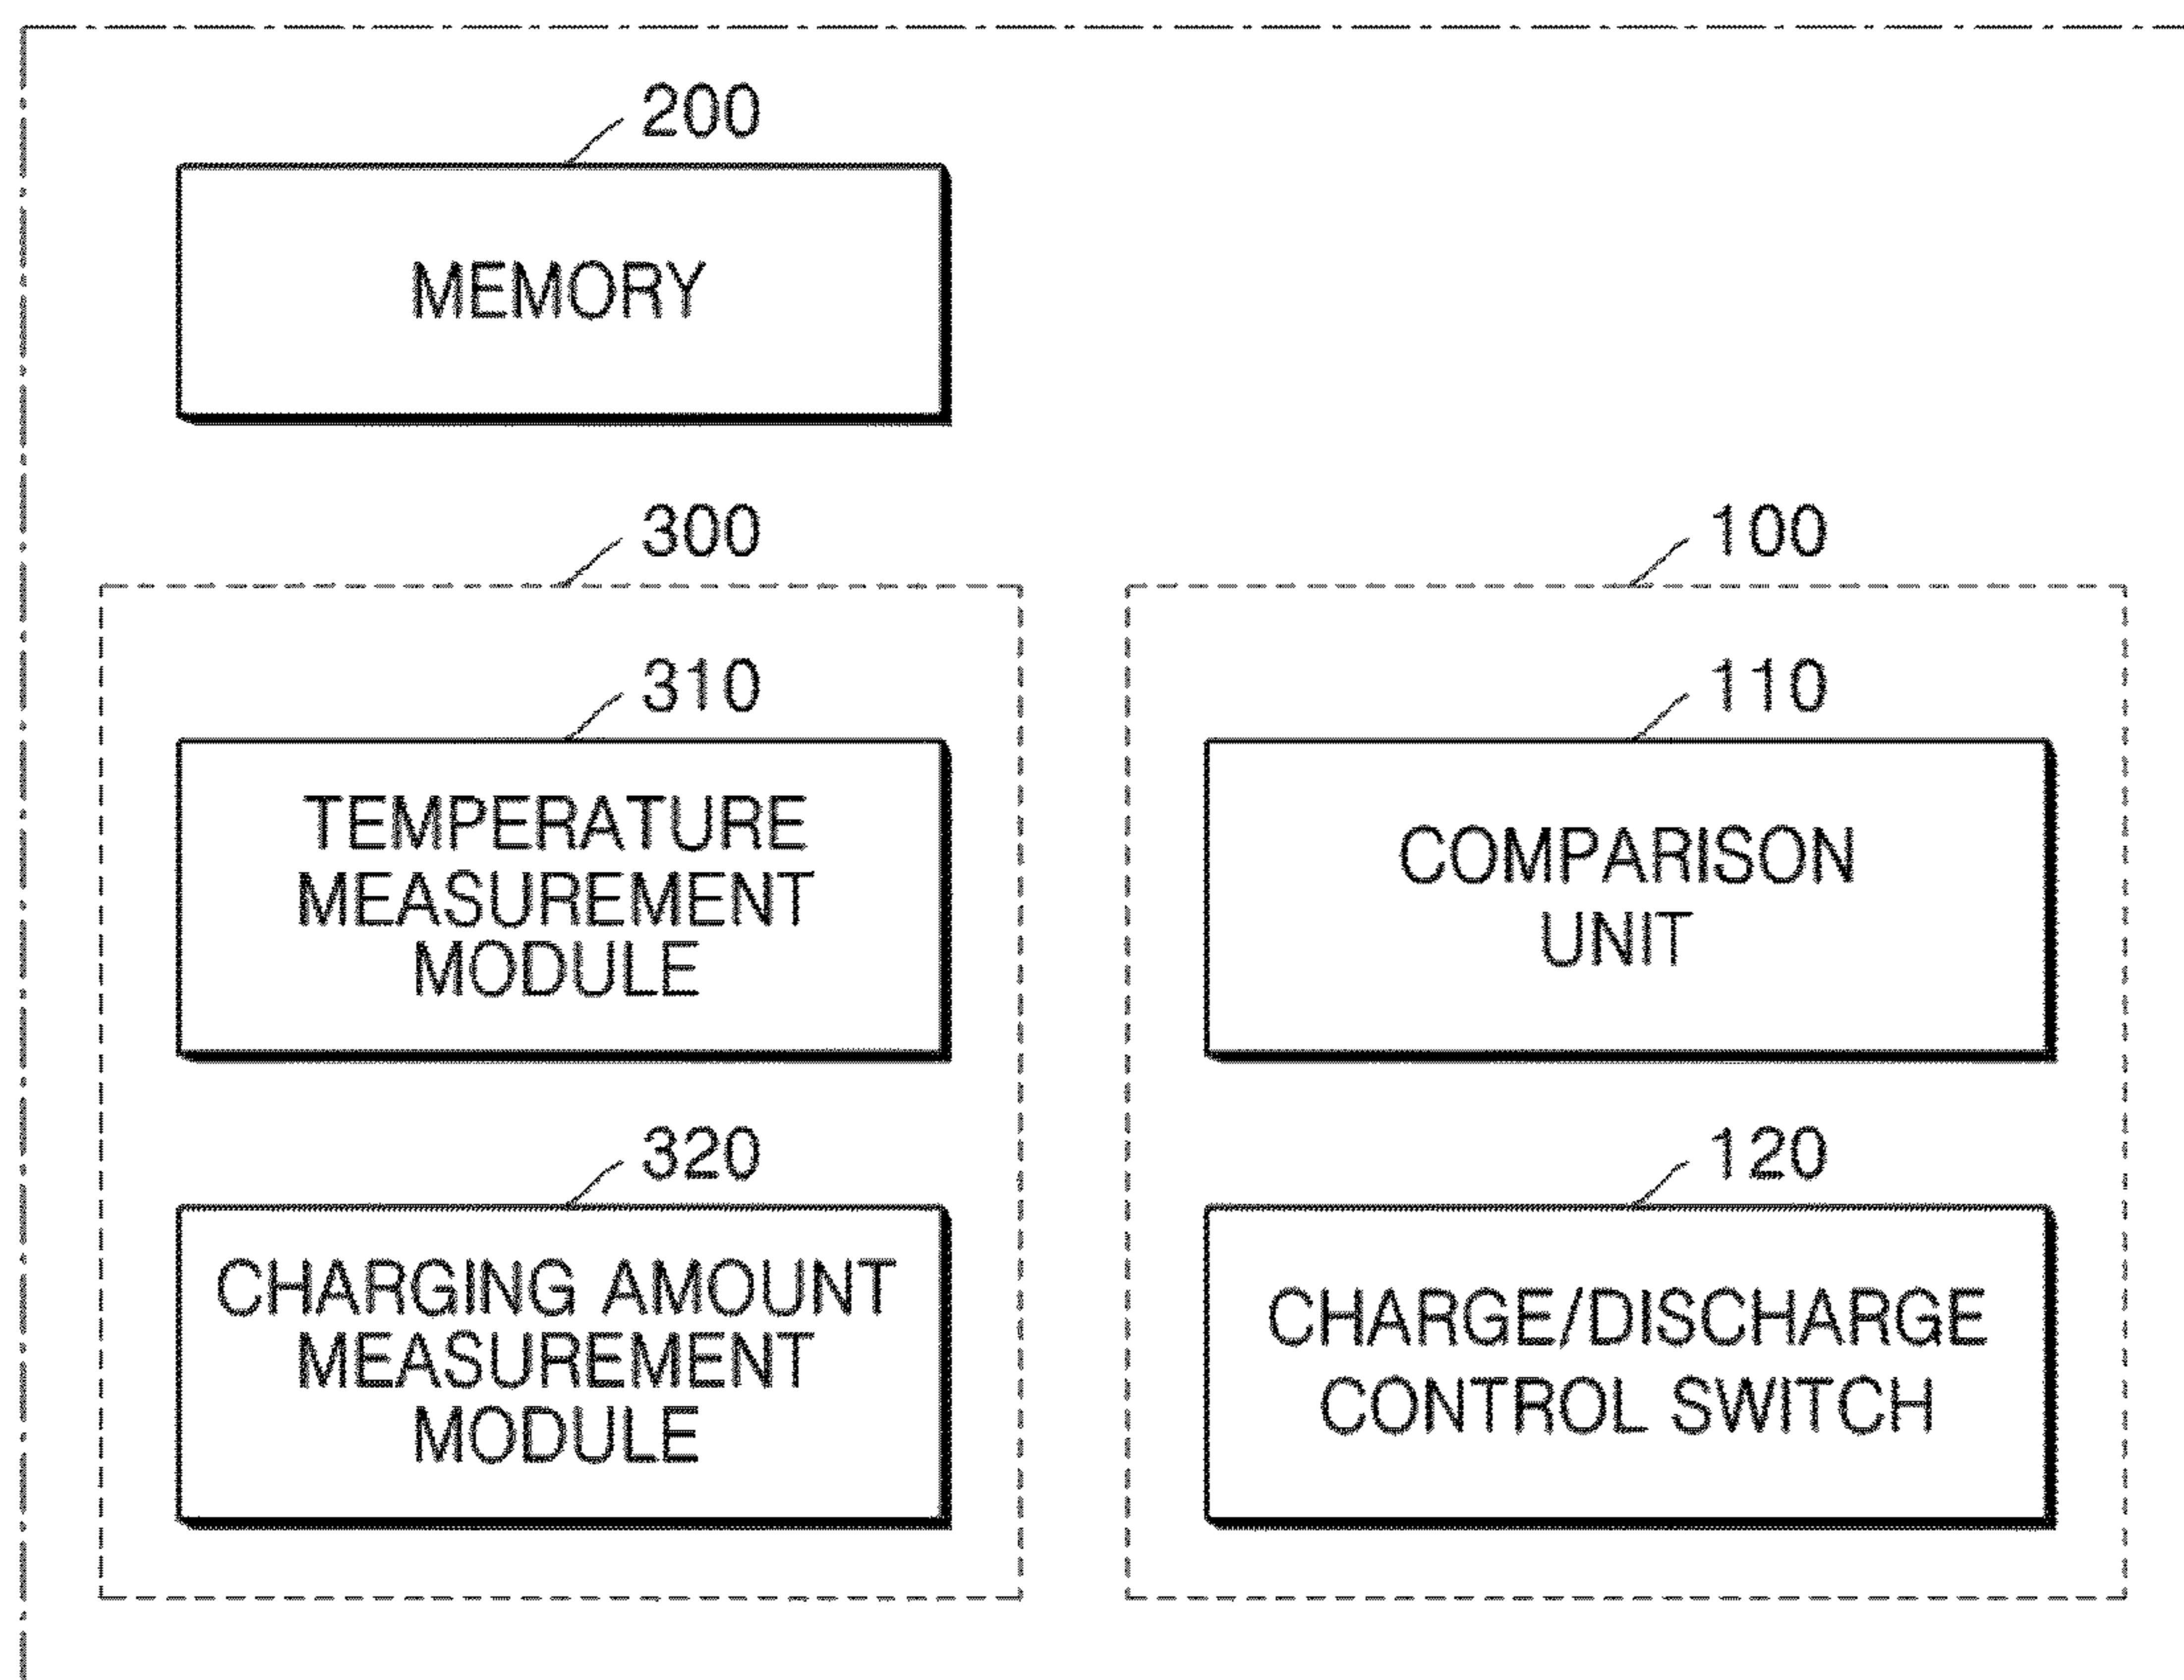 200
MEMORY
300
310
TEMPERATURE
MEASUREMENT
MODULE
320
CHARGING AMOUNT
MEASUREMENT
MODULE
100
110
COMPARISON
UNIT
120
CHARGE/DISCHARGE
CONTROL SWITCH